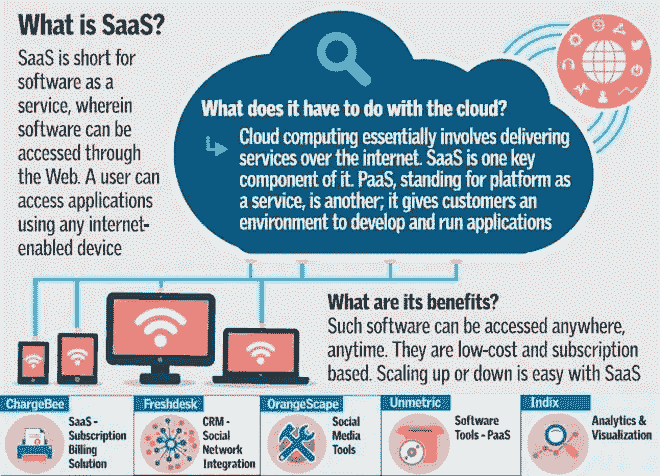 What is SaaS?
SaaS is short for
software as a
service, wherein
software can be
accessed through
the Web. A user can
access applications
using any internet-
enabled device
What does it have to do with the cloud?
Cloud computing essentially involves delivering
services over the internet. SaaS is one key
component of it. PaaS, standing for platform as
a service, is another; it gives customers an
environment to develop and run applications
What are its benefits?
Such software can be accessed anywhere,
anytime. They are low-cost and subscription
based. Scaling up or down is easy with SaaS
ChargeBee
SaaS -
Subscription
Billing
Solution
Freshdesk
CRM -
Social
Network
Integration
OrangeScape
Social
Media
Tools
Unmetric
Software
Tools - PaaS
Indix
Analytics &
Visualization